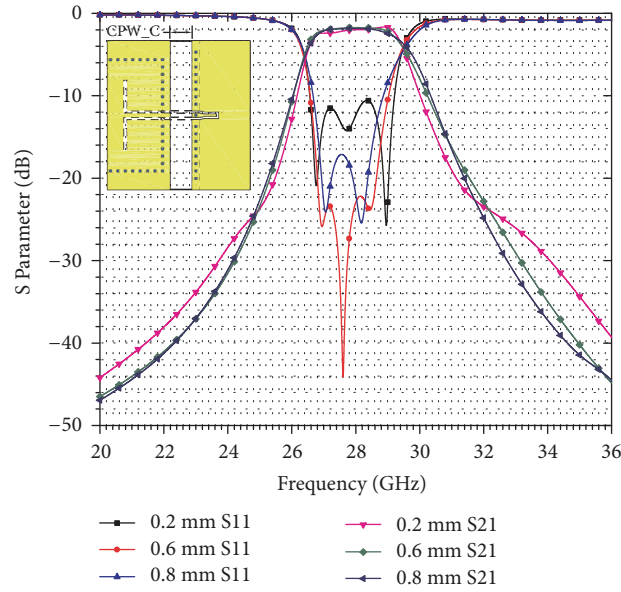 CPW_C
S Parameter (dB)
0
−10
−20
−30
−40
−50
20 22 24 26 28 30 32 34 36
Frequency (GHz)
0.2 mm S11
0.6 mm S11
0.8 mm S11
0.2 mm S21
0.6 mm S21
0.8 mm S21